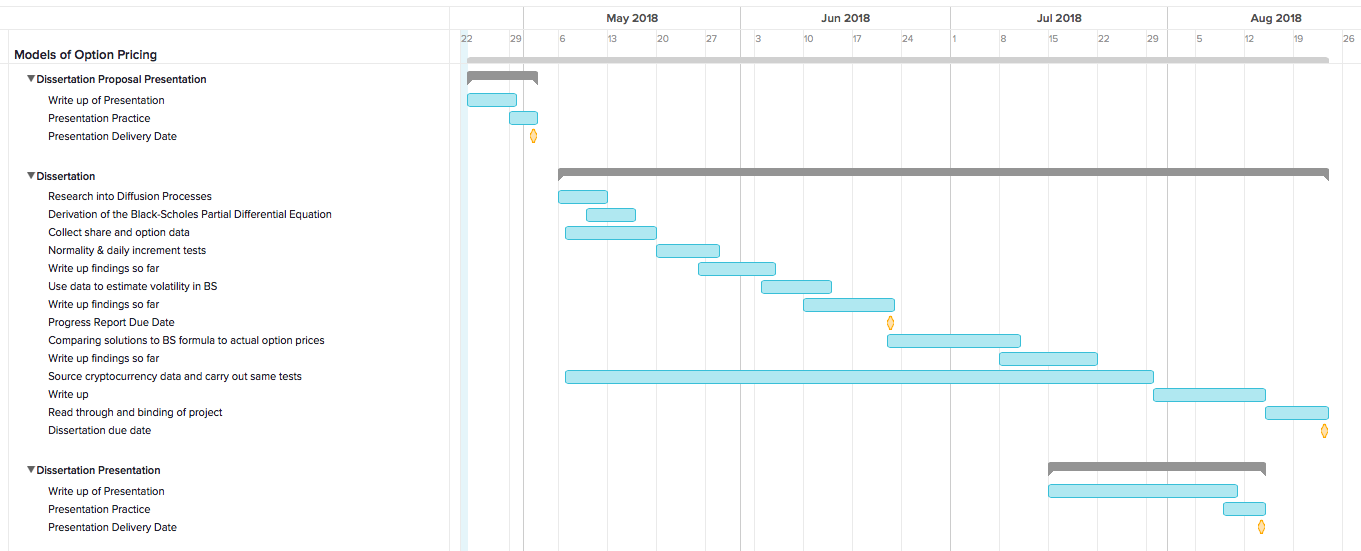 May 2018 Jun 2018 Jul 2018 Aug 2018
22 29 6 13 20 27 3 10 17 24 1 8 15 22 29 5 12 19 26
Models of Option Pricing
Dissertation Proposal Presentation
Write up of Presentation
Presentation Practice
Presentation Delivery Date
Dissertation
Research into Diffusion Processes
Derivation of the Black-Scholes Partial Differential Equation
Collect share and option data
Normality & daily increment tests
Write up findings so far
Use data to estimate volatility in BS
Write up findings so far
Progress Report Due Date
Comparing solutions to BS formula to actual option prices
Write up findings so far
Source cryptocurrency data and carry out same tests
Write up
Read through and binding of project
Dissertation due date
Dissertation Presentation
Write up of Presentation
Presentation Practice
Presentation Delivery Date